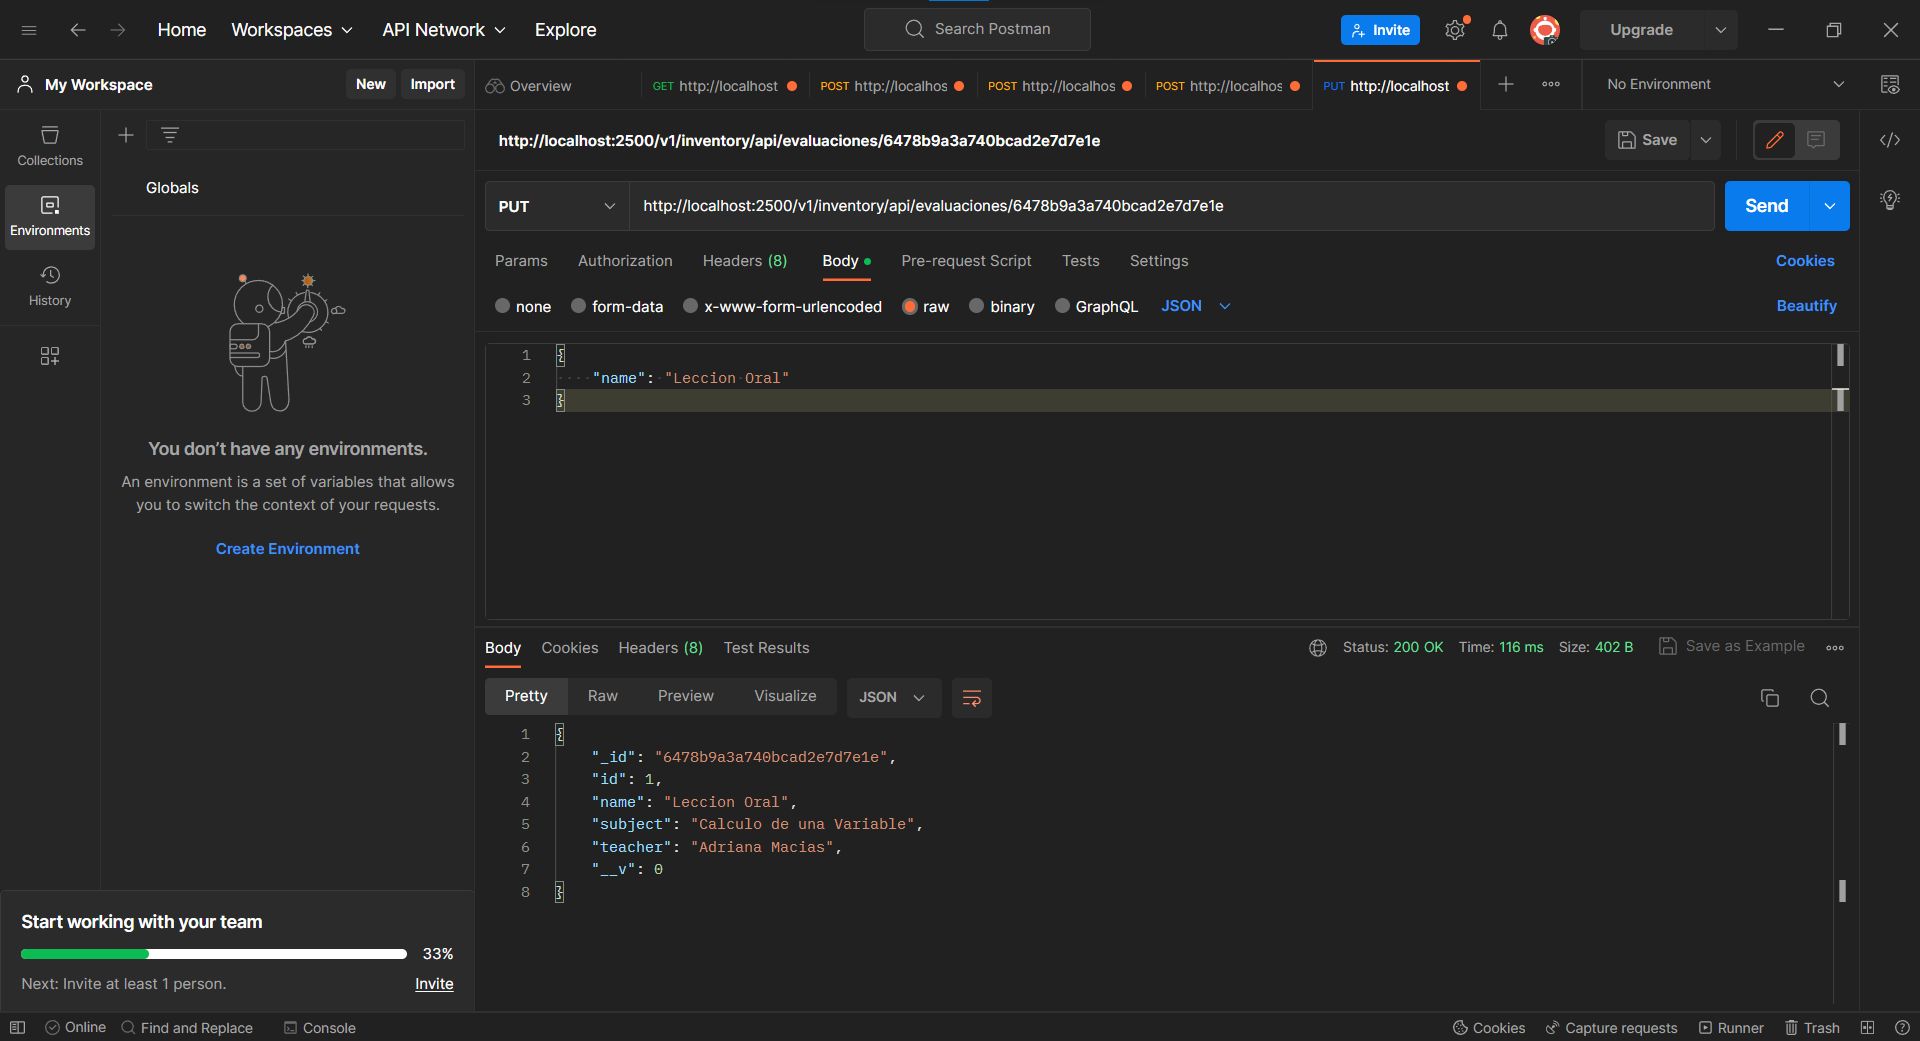 Home Workspaces API Network Explore Search Postman Invite Upgrade
My Workspace New Import Overview GET http://localhost POST http://localhos POST http://localhos POST http://localhos PUT http://localhost No Environment
Collections
Environments
History
Globals
You don’t have any environments.
An environment is a set of variables that allows
you to switch the context of your requests.
Create Environment
http://localhost:2500/v1/inventory/api/evaluaciones/6478b9a3a740bcad2e7d7e1e Save
PUT http://localhost:2500/v1/inventory/api/evaluaciones/6478b9a3a740bcad2e7d7e1e Send
Params Authorization Headers (8) Body Pre-request Script Tests Settings Cookies
none form-data x-www-form-urlencoded raw binary GraphQL JSON Beautify
1 {
2 "name": "Leccion Oral"
3 }
Body Cookies Headers (8) Test Results Status: 200 OK Time: 116 ms Size: 402 B Save as Example
Pretty Raw Preview Visualize JSON
1 {
2 "_id": "6478b9a3a740bcad2e7d7e1e",
3 "id": 1,
4 "name": "Leccion Oral",
5 "subject": "Calculo de una Variable",
6 "teacher": "Adriana Macias",
7 "__v": 0
8 }
Start working with your team
33%
Next: Invite at least 1 person. Invite
Online Find and Replace Console Cookies Capture requests Runner Trash